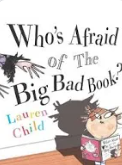 Who's Afraid
of The
Big Bad Book?
Lauren
Child